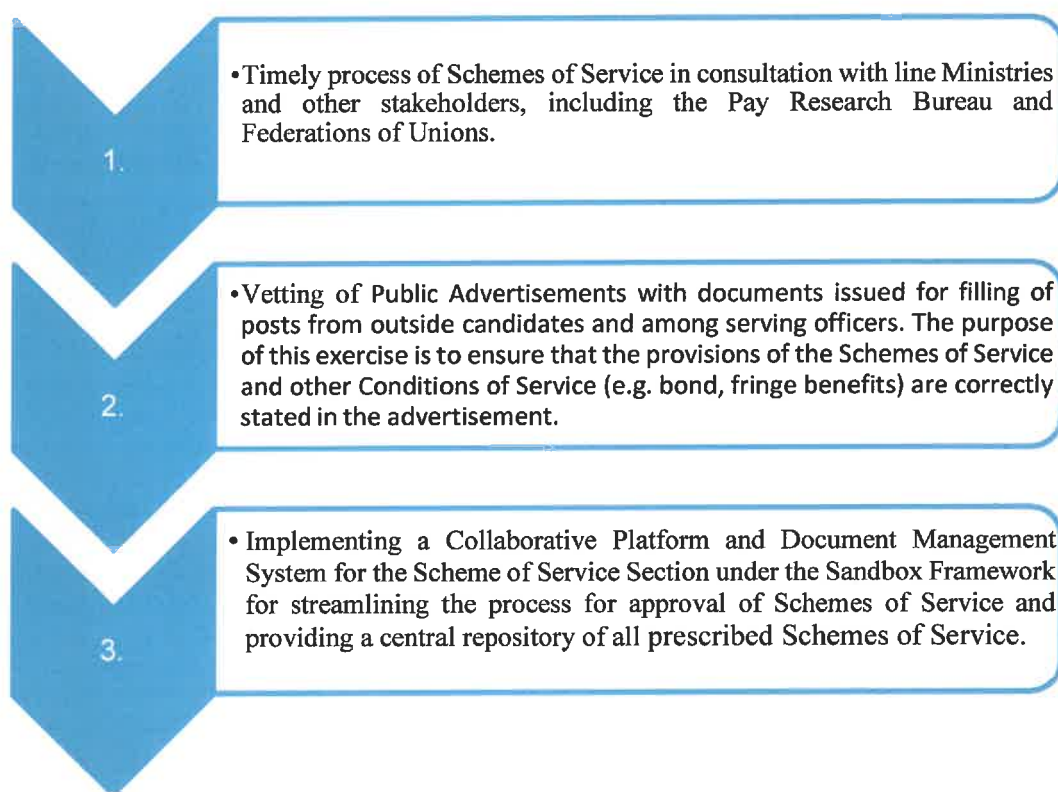 1.
•Timely process of Schemes of Service in consultation with line Ministries
and other stakeholders, including the Pay Research Bureau and
Federations of Unions.
2.
•Vetting of Public Advertisements with documents issued for filling of
posts from outside candidates and among serving officers. The purpose
of this exercise is to ensure that the provisions of the Schemes of Service
and other Conditions of Service (e.g. bond, fringe benefits) are correctly
stated in the advertisement.
3.
• Implementing a Collaborative Platform and Document Management
System for the Scheme of Service Section under the Sandbox Framework
for streamlining the process for approval of Schemes of Service and
providing a central repository of all prescribed Schemes of Service.